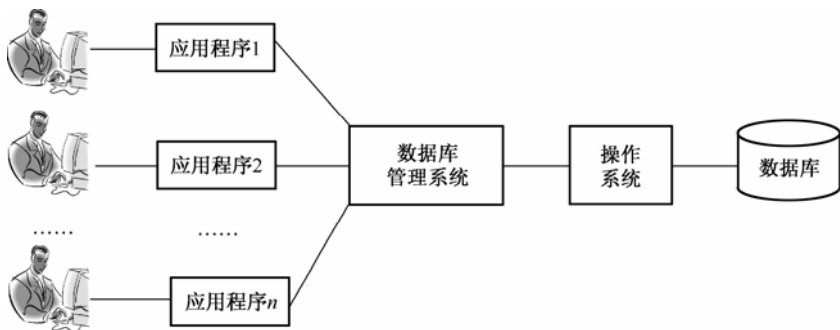 应用程序1
应用程序2
数据库
管理系统
操作
系统
数据库
……
……
应用程序n